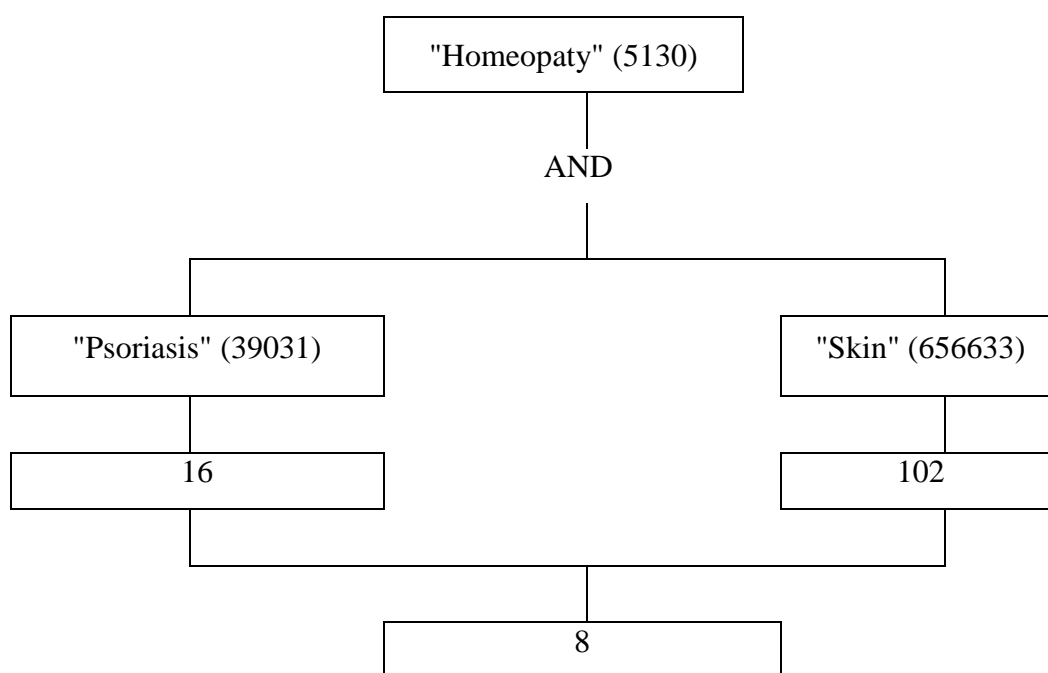 "Homeopaty" (5130)
AND
"Psoriasis" (39031)
"Skin" (656633)
16
102
8